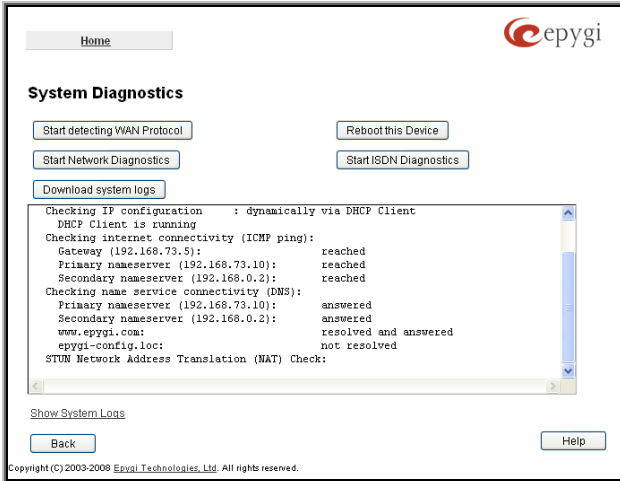 Home
epygi
System Diagnostics
Start detecting WAN Protocol
Reboot this Device
Start Network Diagnostics
Start ISDN Diagnostics
Download system logs
Checking IP configuration : dynamically via DHCP Client
DHCP Client is running
Checking internet connectivity (ICMP ping):
Gateway (192.168.73.5): reached
Primary nameserver (192.168.73.10): reached
Secondary nameserver (192.168.0.2): reached
Checking name service connectivity (DNS):
Primary nameserver (192.168.73.10): answered
Secondary nameserver (192.168.0.2): answered
www.epygi.com: resolved and answered
epygi-config.loc: not resolved
STUN Network Address Translation (NAT) Check:
Show System Logs
Back
Help
Copyright (C) 2003-2008 Epygi Technologies, Ltd. All rights reserved.